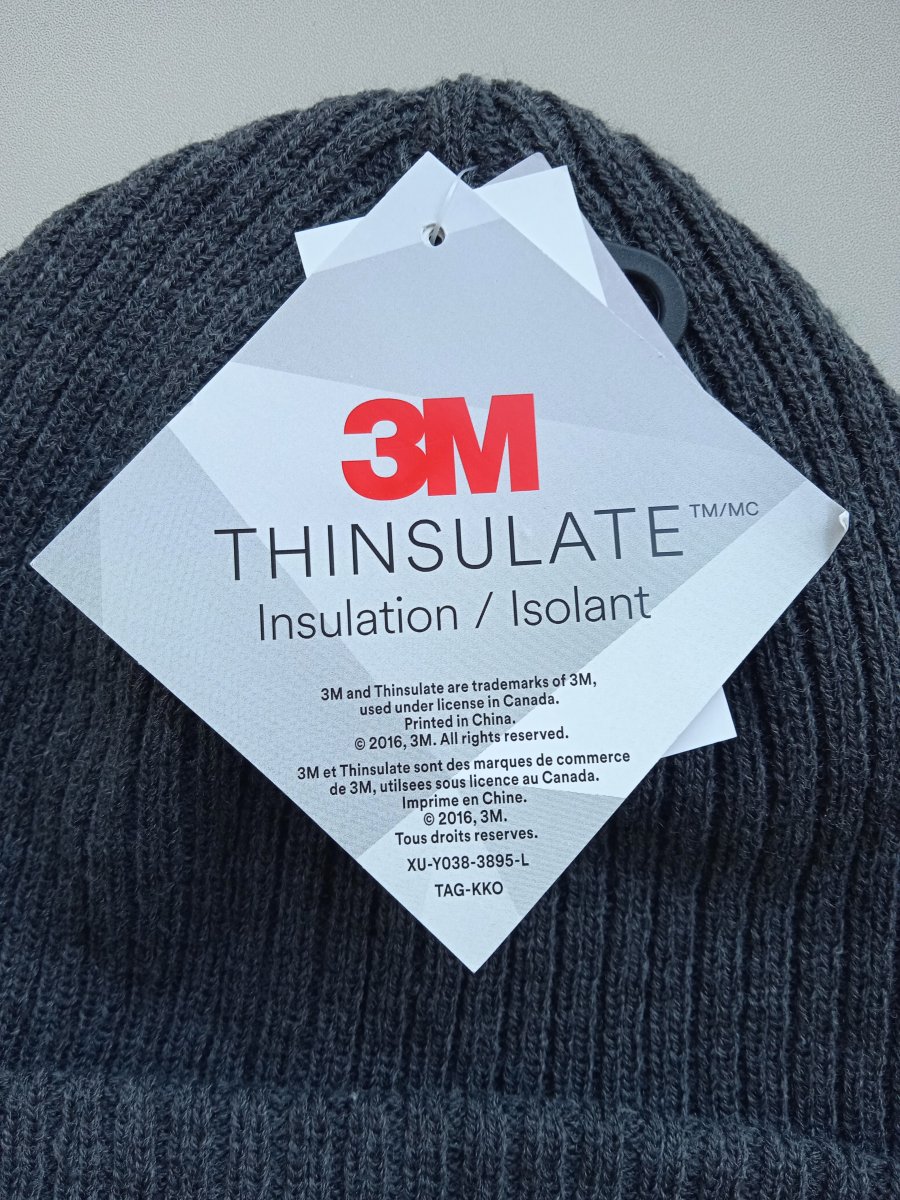 3M
THINSULATE TM/MC
Insulation / Isolant
3M and Thinsulate are trademarks of 3M,
used under license in Canada.
Printed in China.
© 2016, 3M. All rights reserved.
3M et Thinsulate sont des marques de commerce
de 3M, utilsees sous licence au Canada.
Imprime en Chine.
© 2016, 3M.
Tous droits reserves.
XU-Y038-3895-L
TAG-KKO